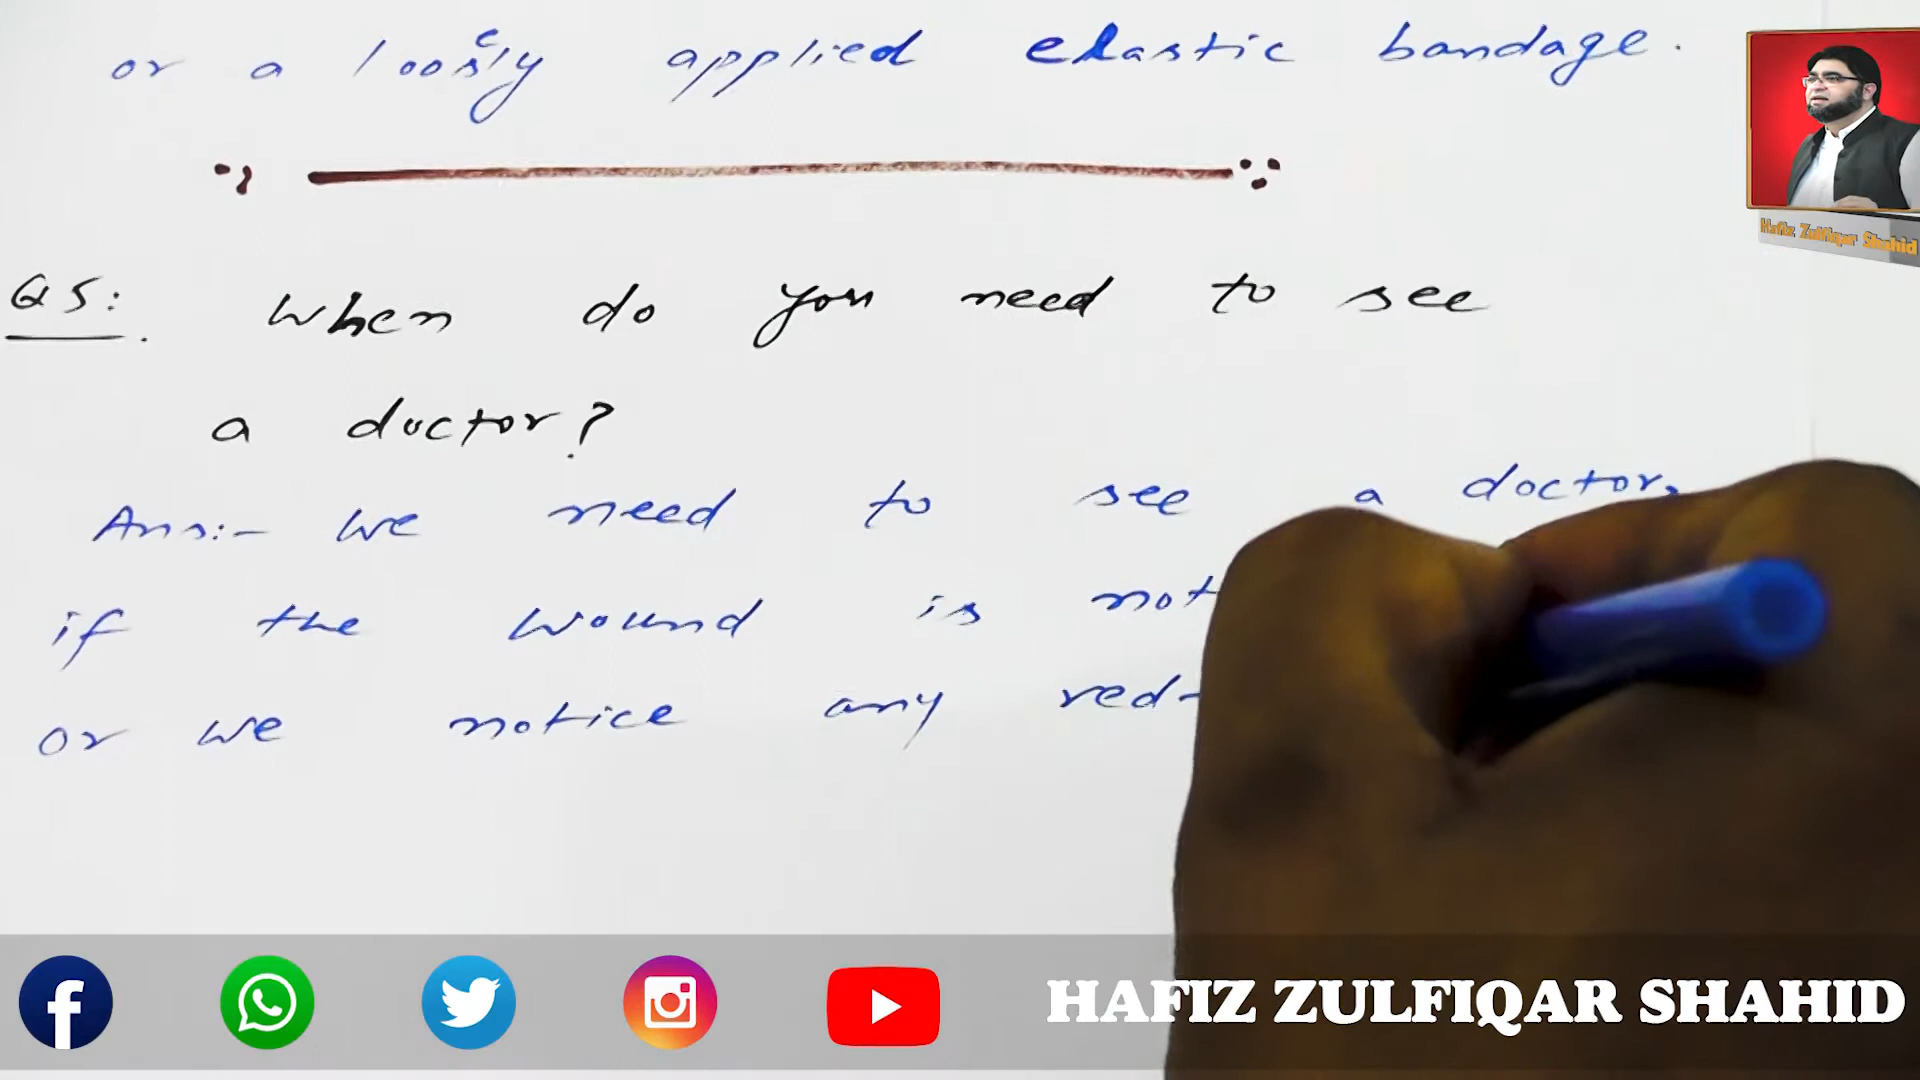 or a loosely applied elastic bandage.
Hafiz Zulfiqar Shahid
Q5: When do you need to see
a doctor?
Ans:- We need to see a doctor,
if the wound is not
or we notice any red-
HAFIZ ZULFIQAR SHAHID